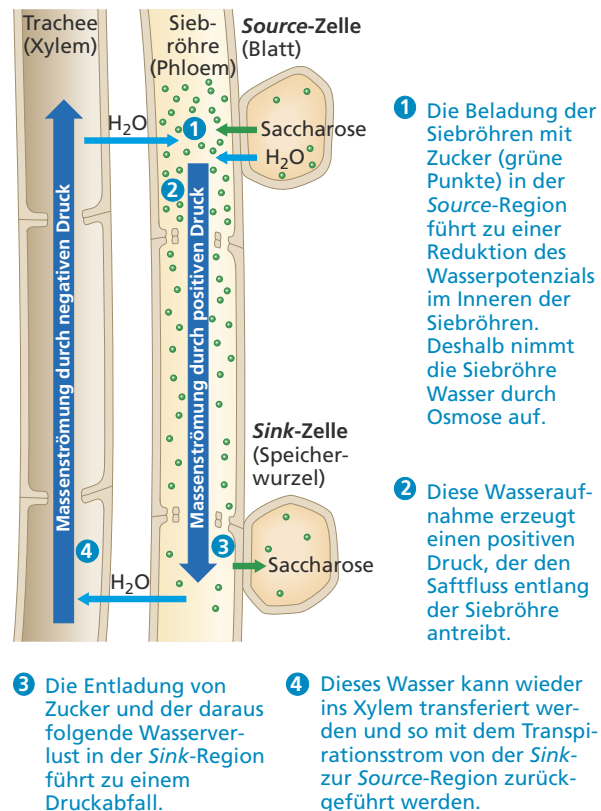 Trachee
(Xylem)
Sieb-
röhre
(Phloem)
Source-Zelle
(Blatt)
H₂O
1
Saccharose
H₂O
2
Massenströmung durch negativen Druck
Massenströmung durch positiven Druck
Sink-Zelle
(Speicher-
wurzel)
3
4
Saccharose
H₂O
1 Die Beladung der
Siebröhren mit
Zucker (grüne
Punkte) in der
Source-Region
führt zu einer
Reduktion des
Wasserpotenzials
im Inneren der
Siebröhren.
Deshalb nimmt
die Siebröhre
Wasser durch
Osmose auf.
2 Diese Wasserauf-
nahme erzeugt
einen positiven
Druck, der den
Saftfluss entlang
der Siebröhre
antreibt.
3 Die Entladung von
Zucker und der daraus
folgende Wasserver-
lust in der Sink-Region
führt zu einem
Druckabfall.
4 Dieses Wasser kann wieder
ins Xylem transferiert wer-
den und so mit dem Transpi-
rationsstrom von der Sink-
zur Source-Region zurück-
geführt werden.